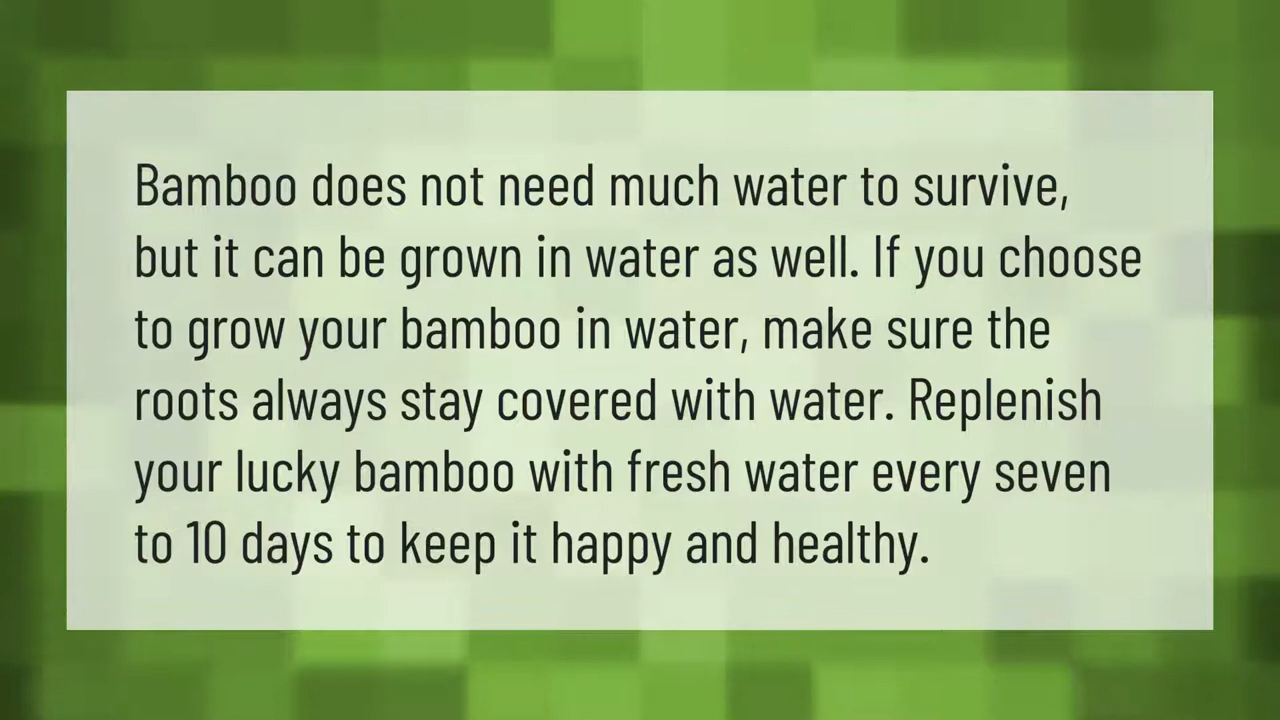 Bamboo does not need much water to survive,
but it can be grown in water as well. If you choose
to grow your bamboo in water, make sure the
roots always stay covered with water. Replenish
your lucky bamboo with fresh water every seven
to 10 days to keep it happy and healthy.